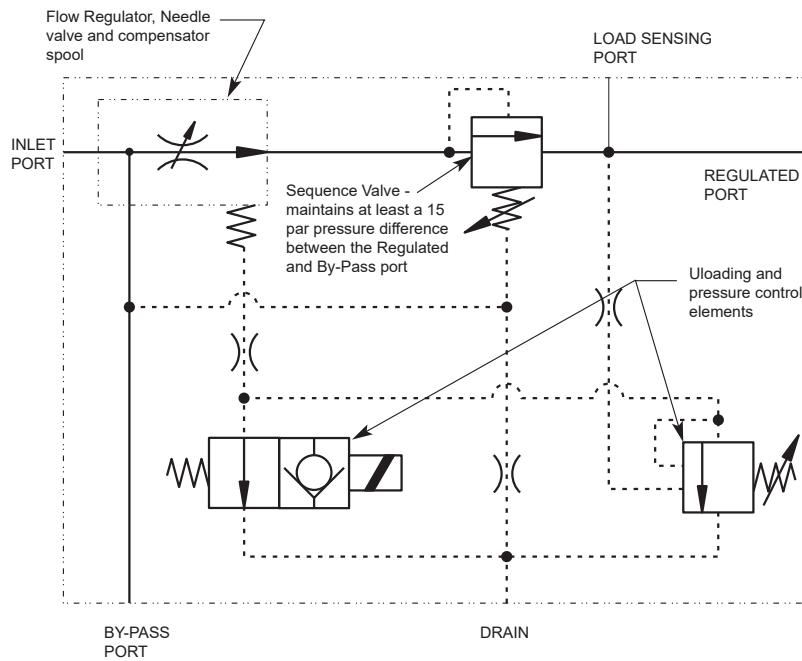 Flow Regulator, Needle
valve and compensator
spool
LOAD SENSING
PORT
INLET
PORT
REGULATED
PORT
Sequence Valve -
maintains at least a 15
par pressure difference
between the Regulated
and By-Pass port
Uloading and
pressure control
elements
BY-PASS
PORT
DRAIN